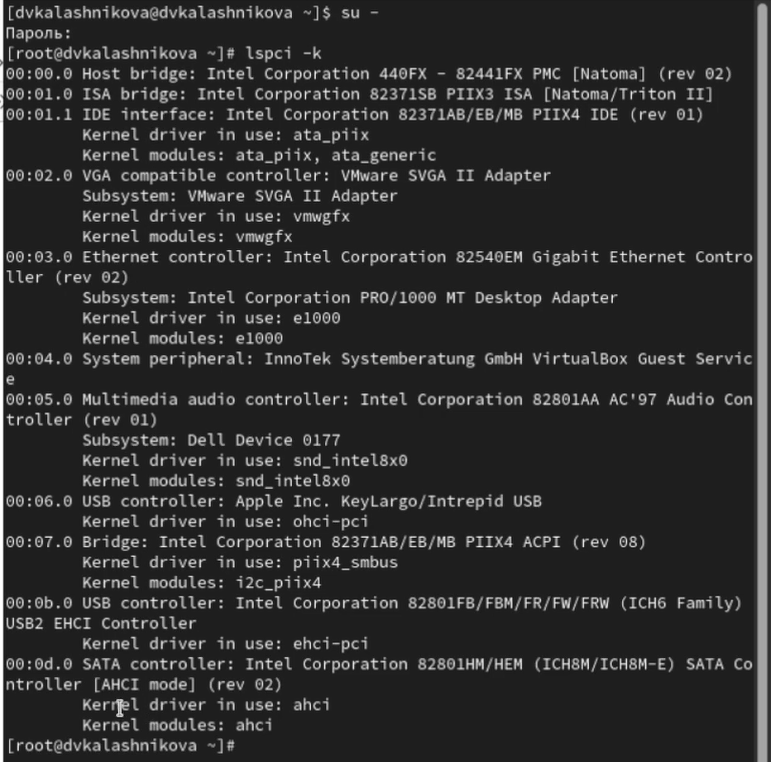 [dvkalashnikova@dvkalashnikova ~]$ su -
Пароль:
[root@dvkalashnikova ~]# lspci -k
00:00.0 Host bridge: Intel Corporation 440FX - 82441FX PMC [Natoma] (rev 02)
00:01.0 ISA bridge: Intel Corporation 82371SB PIIX3 ISA [Natoma/Triton II]
00:01.1 IDE interface: Intel Corporation 82371AB/EB/MB PIIX4 IDE (rev 01)
        Kernel driver in use: ata_piix
        Kernel modules: ata_piix, ata_generic
00:02.0 VGA compatible controller: VMware SVGA II Adapter
        Subsystem: VMware SVGA II Adapter
        Kernel driver in use: vmwgfx
        Kernel modules: vmwgfx
00:03.0 Ethernet controller: Intel Corporation 82540EM Gigabit Ethernet Contro
ller (rev 02)
        Subsystem: Intel Corporation PRO/1000 MT Desktop Adapter
        Kernel driver in use: e1000
        Kernel modules: e1000
00:04.0 System peripheral: InnoTek Systemberatung GmbH VirtualBox Guest Servic
e
00:05.0 Multimedia audio controller: Intel Corporation 82801AA AC'97 Audio Con
troller (rev 01)
        Subsystem: Dell Device 0177
        Kernel driver in use: snd_intel8x0
        Kernel modules: snd_intel8x0
00:06.0 USB controller: Apple Inc. KeyLargo/Intrepid USB
        Kernel driver in use: ohci-pci
00:07.0 Bridge: Intel Corporation 82371AB/EB/MB PIIX4 ACPI (rev 08)
        Kernel driver in use: piix4_smbus
        Kernel modules: i2c_piix4
00:0b.0 USB controller: Intel Corporation 82801FB/FBM/FR/FW/FRW (ICH6 Family)
USB2 EHCI Controller
        Kernel driver in use: ehci-pci
00:0d.0 SATA controller: Intel Corporation 82801HM/HEM (ICH8M/ICH8M-E) SATA Co
ntroller [AHCI mode] (rev 02)
        Kernel driver in use: ahci
        Kernel modules: ahci
[root@dvkalashnikova ~]#